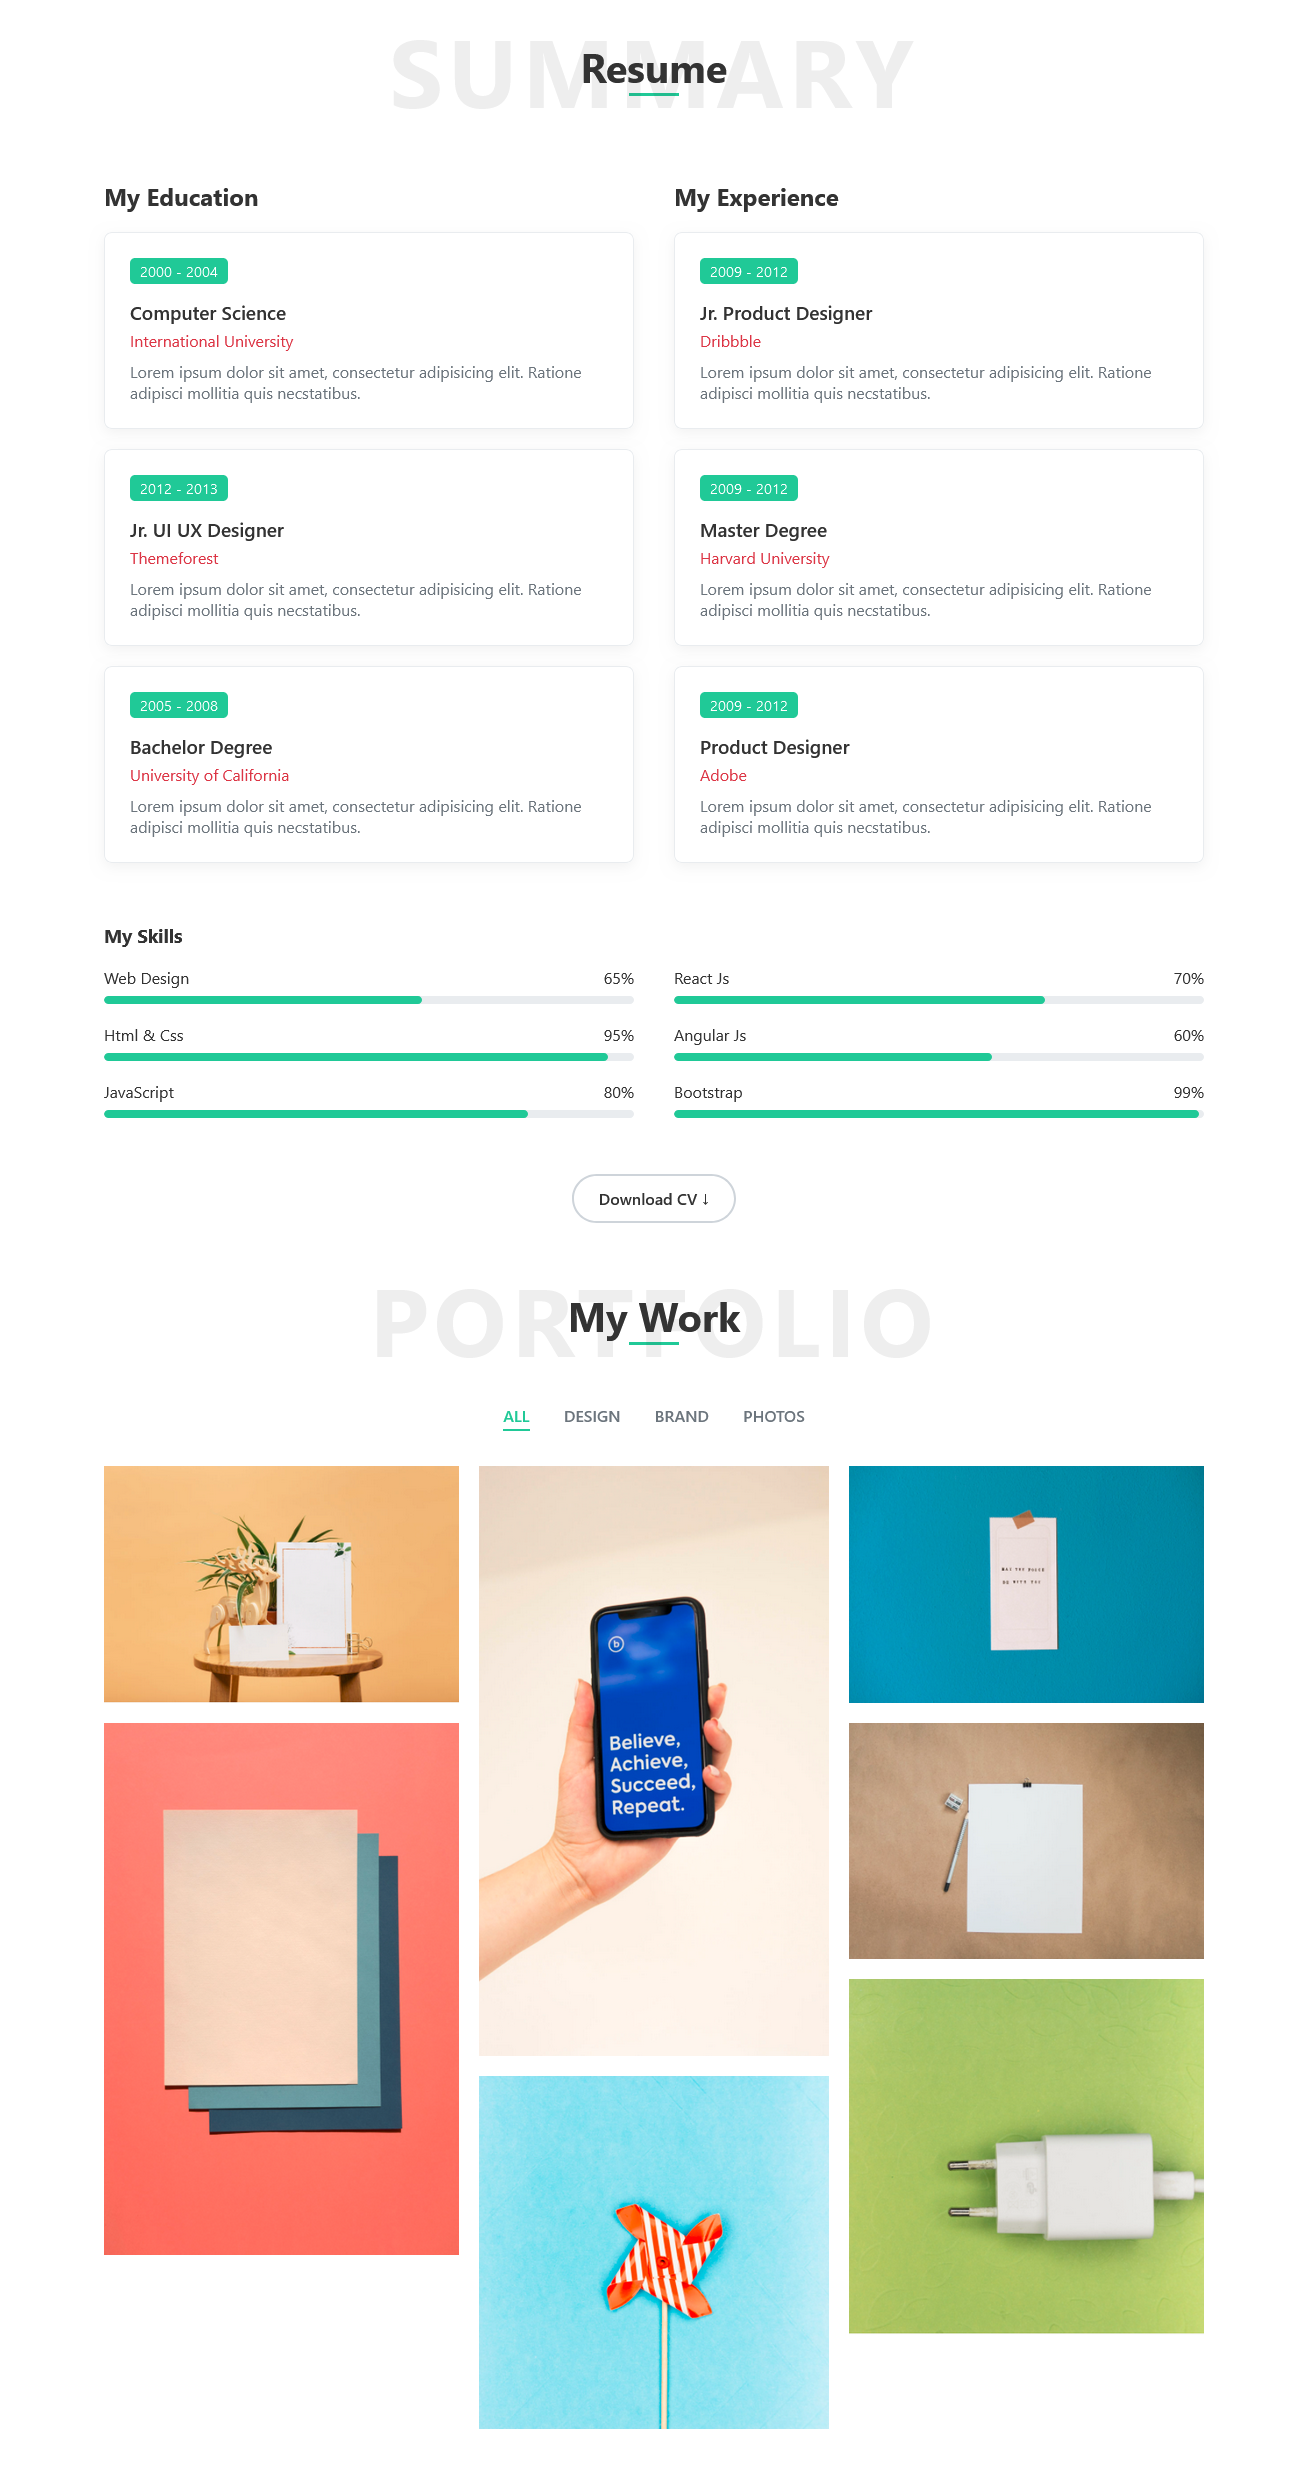 SUMMARY
Resume
My Education
2000 - 2004
Computer Science
International University
Lorem ipsum dolor sit amet, consectetur adipisicing elit. Ratione
adipisci mollitia quis necstatibus.
2012 - 2013
Jr. UI UX Designer
Themeforest
Lorem ipsum dolor sit amet, consectetur adipisicing elit. Ratione
adipisci mollitia quis necstatibus.
2005 - 2008
Bachelor Degree
University of California
Lorem ipsum dolor sit amet, consectetur adipisicing elit. Ratione
adipisci mollitia quis necstatibus.
My Experience
2009 - 2012
Jr. Product Designer
Dribbble
Lorem ipsum dolor sit amet, consectetur adipisicing elit. Ratione
adipisci mollitia quis necstatibus.
2009 - 2012
Master Degree
Harvard University
Lorem ipsum dolor sit amet, consectetur adipisicing elit. Ratione
adipisci mollitia quis necstatibus.
2009 - 2012
Product Designer
Adobe
Lorem ipsum dolor sit amet, consectetur adipisicing elit. Ratione
adipisci mollitia quis necstatibus.
My Skills
Web Design 65%
Html & Css 95%
JavaScript 80%
React Js 70%
Angular Js 60%
Bootstrap 99%
Download CV ↓
PORTFOLIO
My Work
ALL DESIGN BRAND PHOTOS
b
Believe,
Achieve,
Succeed,
Repeat.
MAY THE FORCE
BE WITH YOU